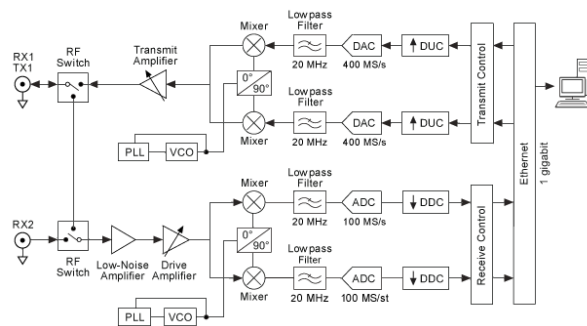 RX1
TX1
RF
Switch
Transmit
Amplifier
Mixer
Lowpass
Filter
20 MHz
DAC
400 MS/s
DUC
0°
90°
Mixer
Lowpass
Filter
20 MHz
DAC
400 MS/s
DUC
Transmit Control
PLL
VCO
Ethernet
1 gigabit
RX2
RF
Switch
Low-Noise
Amplifier
Drive
Amplifier
Mixer
Lowpass
Filter
20 MHz
ADC
100 MS/s
DDC
0°
90°
Mixer
Lowpass
Filter
20 MHz
ADC
100 MS/st
DDC
Receive Control
PLL
VCO